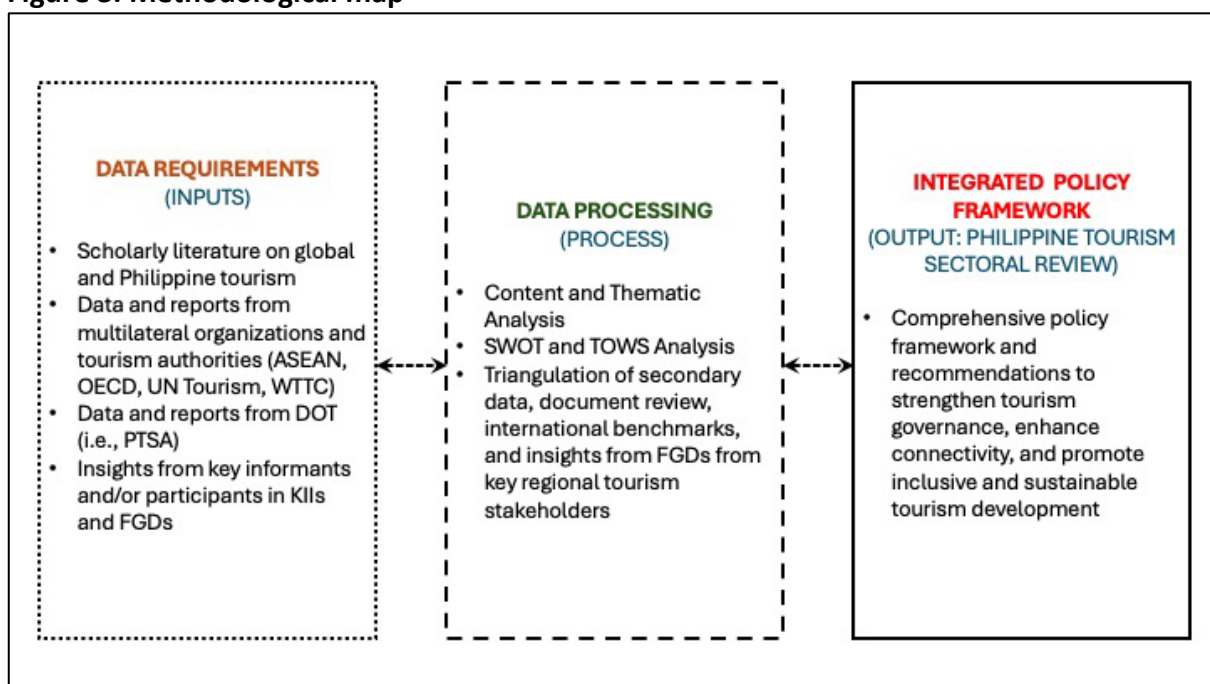 DATA REQUIREMENTS
(INPUTS)
• Scholarly literature on global
and Philippine tourism
• Data and reports from
multilateral organizations and
tourism authorities (ASEAN,
OECD, UN Tourism, WTTC)
• Data and reports from DOT
(i.e., PTSA)
• Insights from key informants
and/or participants in KIIs
and FGDs
DATA PROCESSING
(PROCESS)
• Content and Thematic
Analysis
• SWOT and TOWS Analysis
• Triangulation of secondary
data, document review,
international benchmarks,
and insights from FGDs from
key regional tourism
stakeholders
INTEGRATED POLICY
FRAMEWORK
(OUTPUT: PHILIPPINE TOURISM
SECTORAL REVIEW)
• Comprehensive policy
framework and
recommendations to
strengthen tourism
governance, enhance
connectivity, and promote
inclusive and sustainable
tourism development